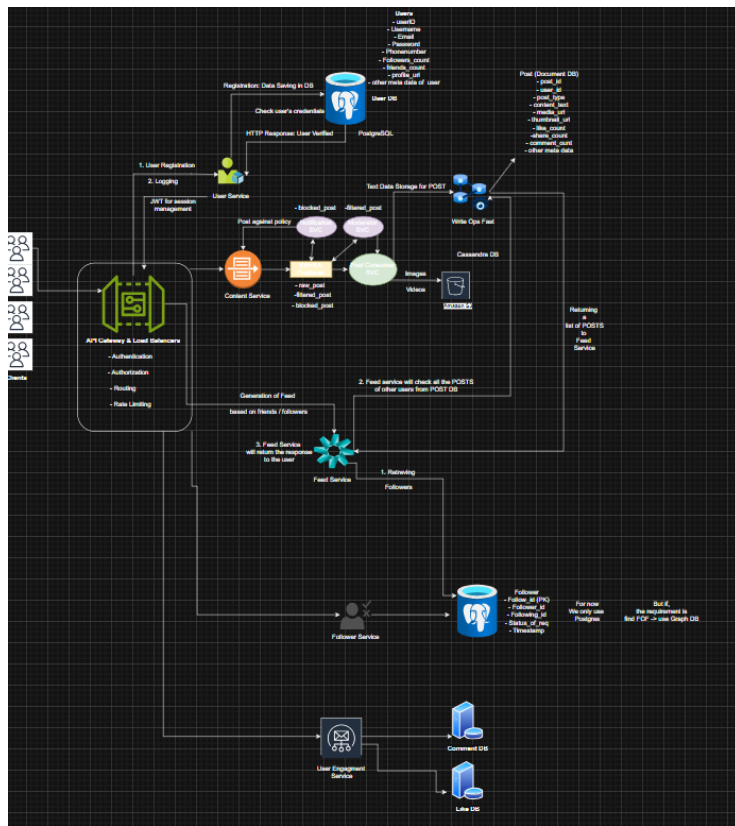 Users
- userID
- Username
- Email
- Password
- Phonenumber
- Followers_count
- friends_count
- profile_url
- other meta data of user
Registration: Data Saving in DB
User DB
Check user's credentials
HTTP Response: User Verified
PostgreSQL
Post (Document DB)
- post_id
- user_id
- post_type
- content_text
- media_url
- thumbnail_url
- like_count
-share_count
- comment_cunt
- other meta data
1. User Registration
2. Logging
User Service
JWT for session
management
Text Data Storage for POST
Write Ops Fast
- blocked_post
-filtered_post
Post against policy
SVC
SVC
Cassandra DB
Content Service
SVC
- raw_post
-filtered_post
- blocked_post
Images
Videos
Returning
a
list of POSTS
to
Feed
Service
API Gateway & Load Balancers
- Authentication
- Authorization
- Routing
- Rate Limiting
Clients
Generation of Feed
based on friends / followers
2. Feed service will check all the POSTS
of other users from POST DB
3. Feed Service
will return the response
to the user
Feed Service
1. Retreving
Followers
Follower
- Follow_id (PK)
- Follower_id
- Following_id
- Status_of_req
- Timestamp
For now
We only use
Postgres
But if,
the requirement is
find FOF -> use Graph DB
Follower Service
User Engagment
Service
Comment DB
Like DB